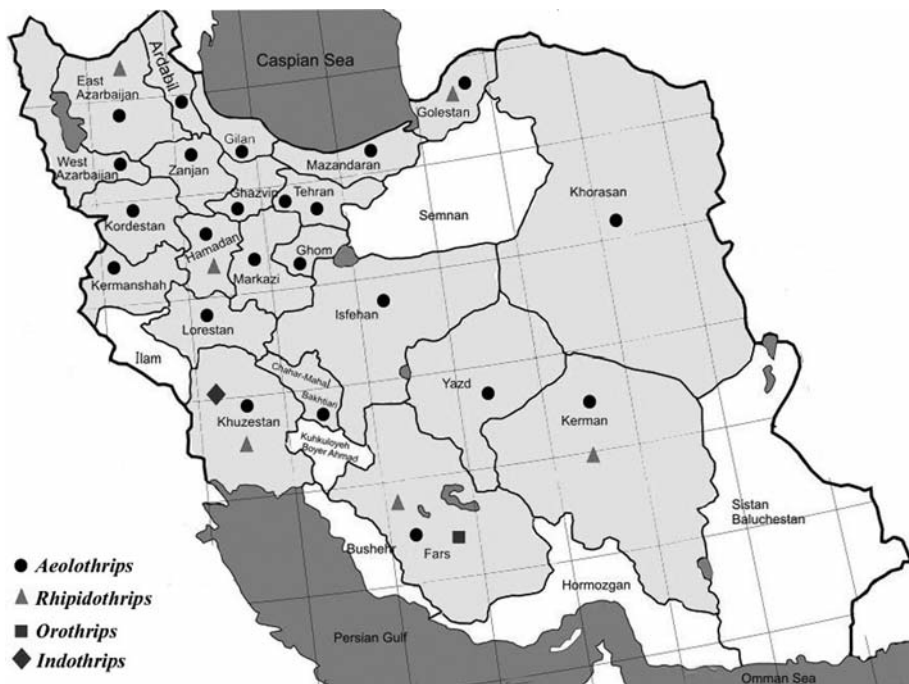 Caspian Sea
Ardabil
East
Azarbaijan
Golestan
Gilan
Mazandaran
West
Azarbaijan
Zanjan
Ghazvin
Tehran
Khorasan
Semnan
Kordestan
Hamadan
Ghom
Markazi
Kermanshah
Isfehan
Lorestan
Ilam
Chahar-Mahal
Bakhtiari
Yazd
Kerman
Khuzestan
Kuhkuloyeh
Boyer Ahmad
Sistan
Baluchestan
Bushehr
Fars
Hormozgan
Persian Gulf
Omman Sea
Aeolothrips
Rhipidothrips
Orothrips
Indothrips